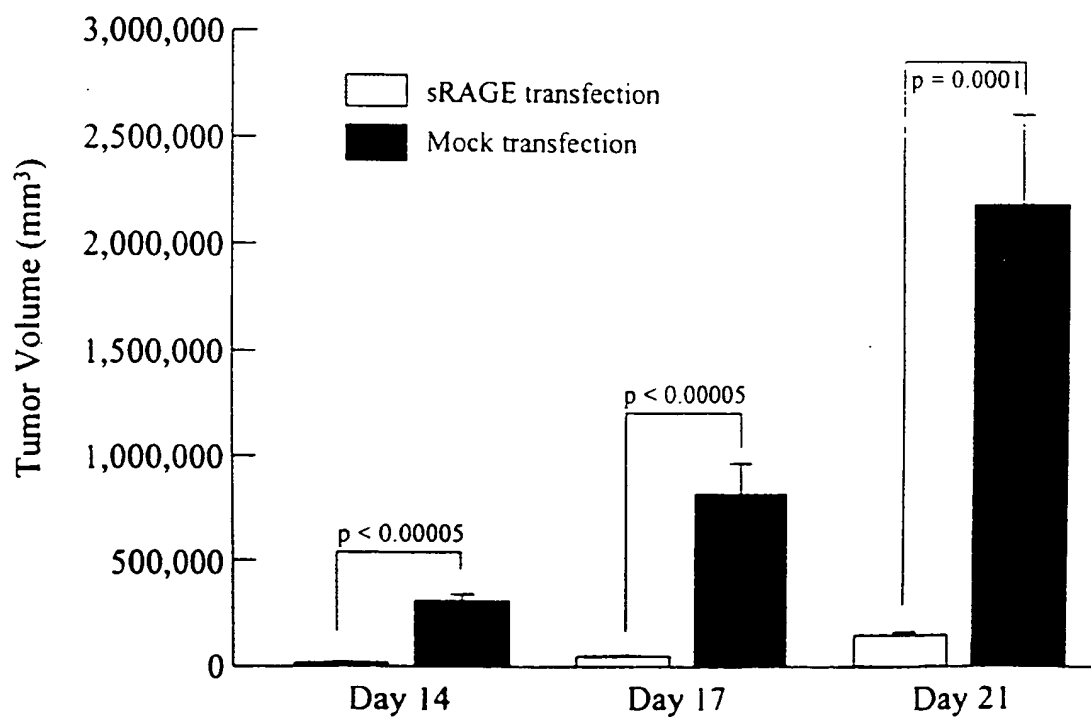 3,000,000
2,500,000
2,000,000
1,500,000
1,000,000
500,000
0
Tumor Volume (mm³)
sRAGE transfection
Mock transfection
p < 0.00005
p < 0.00005
p = 0.0001
Day 14
Day 17
Day 21